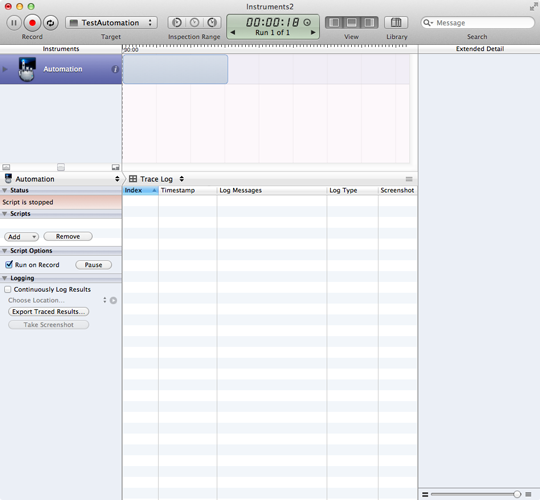 Instruments2
TestAutomation
00:00:18
Run 1 of 1
Message
Record
Target
Inspection Range
View
Library
Search
Instruments
00:00
Extended Detail
Automation
Automation
Trace Log
Status
Index
Timestamp
Log Messages
Log Type
Screenshot
Script is stopped
Scripts
Add
Remove
Script Options
Run on Record
Pause
Logging
Continuously Log Results
Choose Location...
Export Traced Results...
Take Screenshot